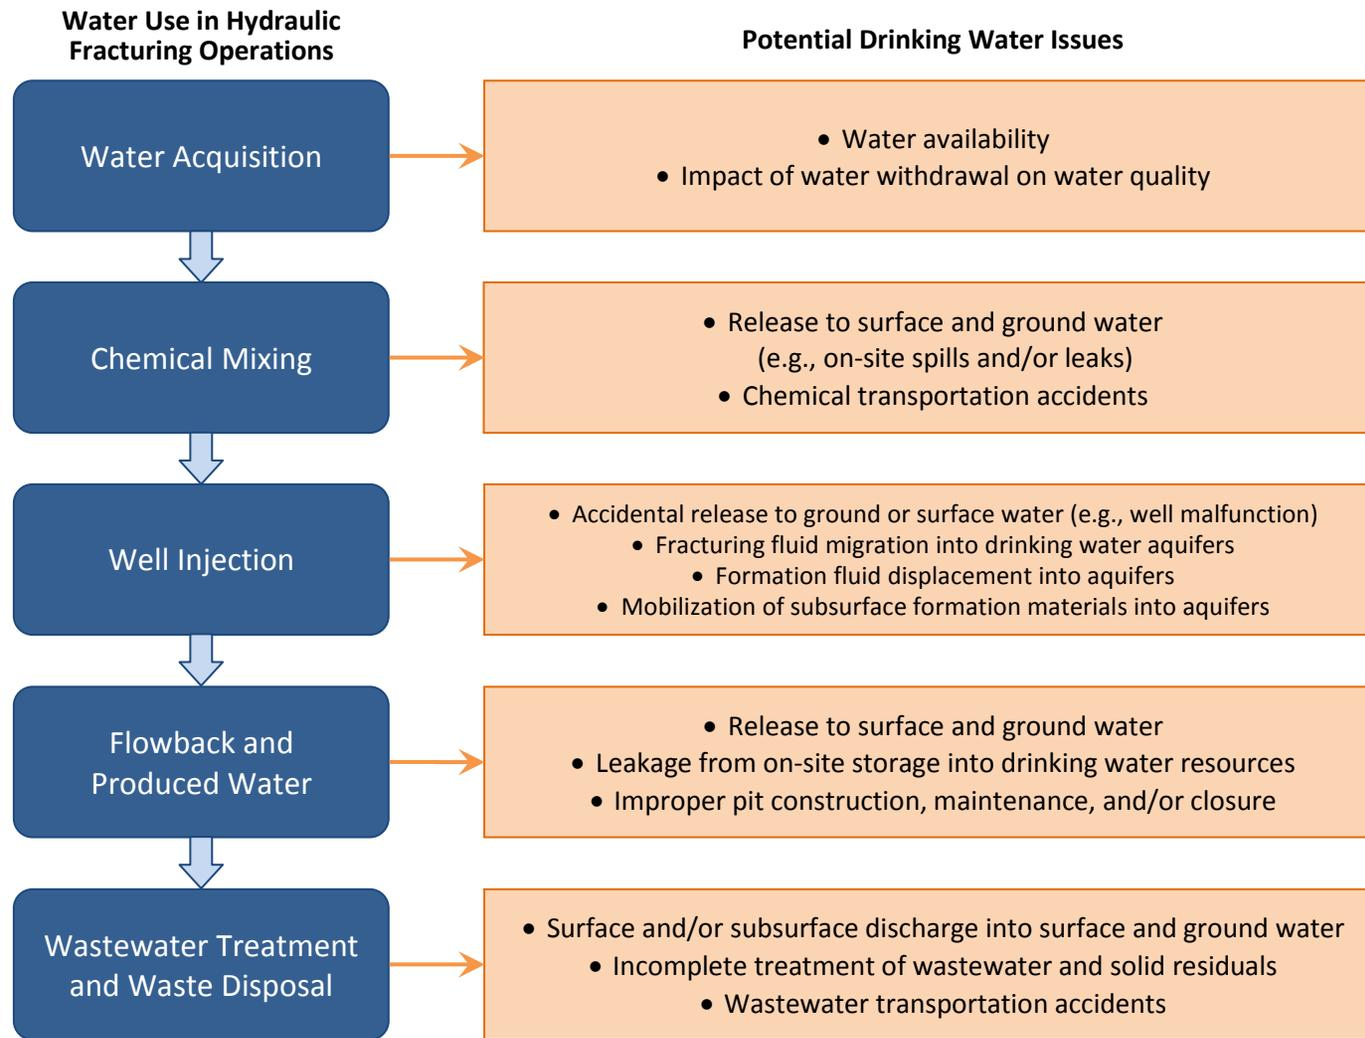 Water Use in Hydraulic
Fracturing Operations
Potential Drinking Water Issues
Water Acquisition
• Water availability
• Impact of water withdrawal on water quality
Chemical Mixing
• Release to surface and ground water
(e.g., on-site spills and/or leaks)
• Chemical transportation accidents
Well Injection
• Accidental release to ground or surface water (e.g., well malfunction)
• Fracturing fluid migration into drinking water aquifers
• Formation fluid displacement into aquifers
• Mobilization of subsurface formation materials into aquifers
Flowback and
Produced Water
• Release to surface and ground water
• Leakage from on-site storage into drinking water resources
• Improper pit construction, maintenance, and/or closure
Wastewater Treatment
and Waste Disposal
• Surface and/or subsurface discharge into surface and ground water
• Incomplete treatment of wastewater and solid residuals
• Wastewater transportation accidents